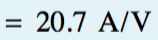 = 20.7 A/V